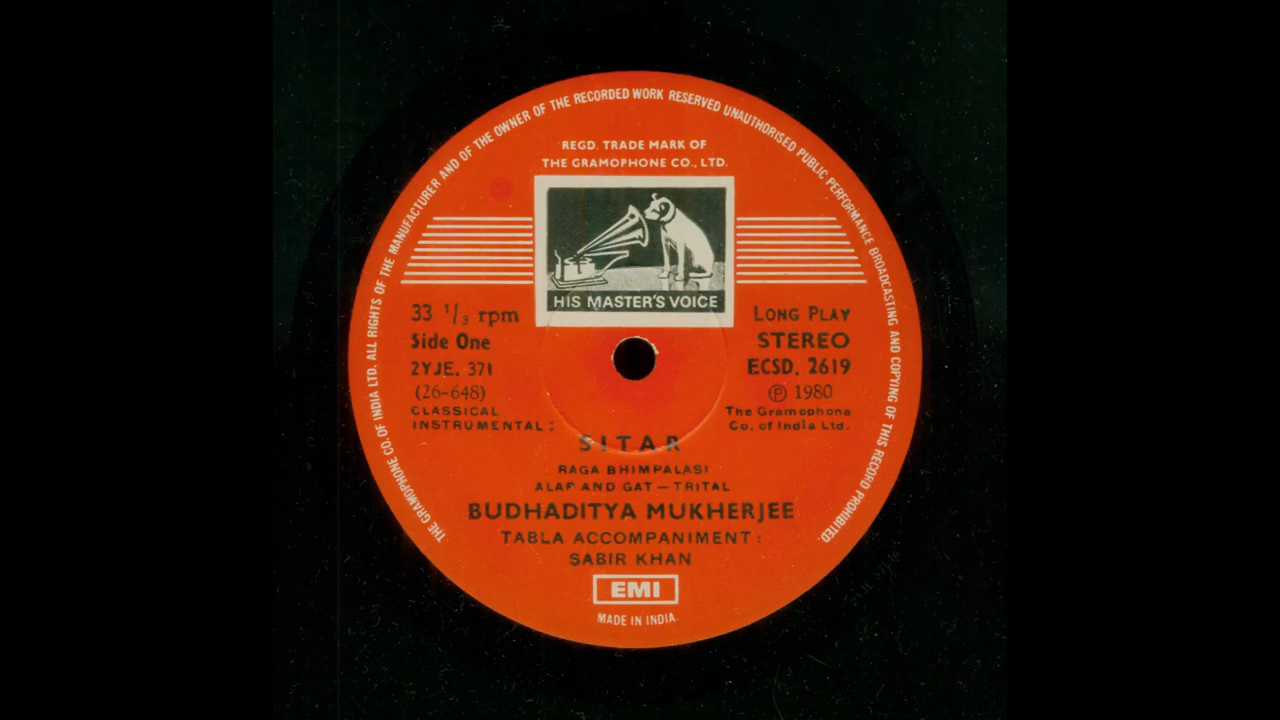 THE GRAMOPHONE CO. OF INDIA LTD. ALL RIGHTS OF THE MANUFACTURER AND OF THE OWNER OF THE RECORDED WORK RESERVED UNAUTHORISED PUBLIC PERFORMANCE BROADCASTING AND COPYING OF THIS RECORD PROHIBITED.
REGD. TRADE MARK OF
THE GRAMOPHONE CO., LTD.
HIS MASTER'S VOICE
33 1/3 rpm
Side One
2YJE. 371
(26-648)
CLASSICAL
INSTRUMENTAL:
LONG PLAY
STEREO
ECSD. 2619
℗ 1980
The Gramophone
Co. of India Ltd.
SITAR
RAGA BHIMPALASI
ALAP AND GAT — TRITAL
BUDHADITYA MUKHERJEE
TABLA ACCOMPANIMENT:
SABIR KHAN
EMI
MADE IN INDIA.